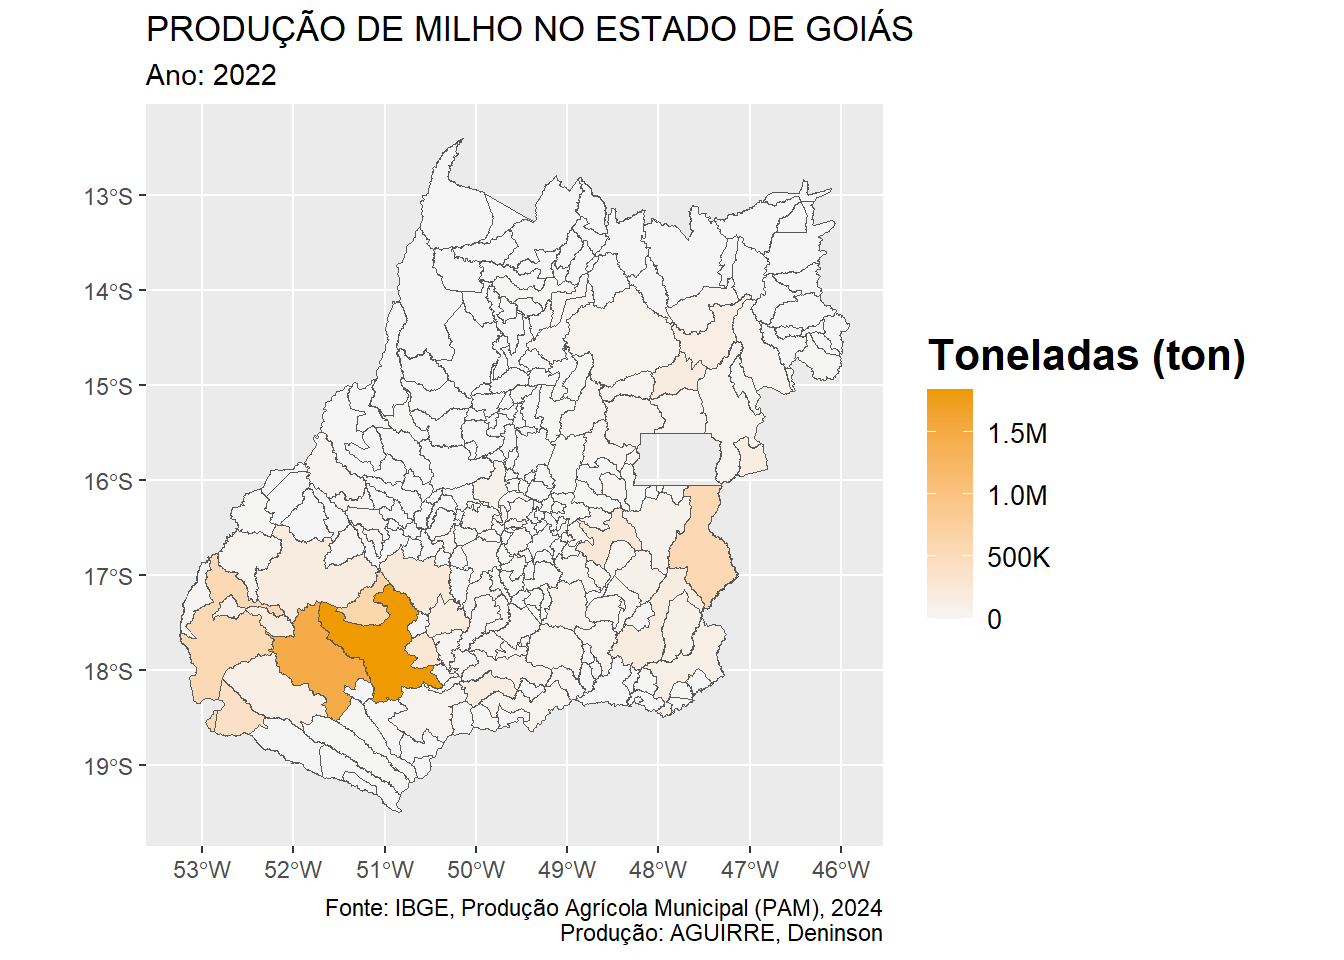 PRODUÇÃO DE MILHO NO ESTADO DE GOIÁS
Ano: 2022
13°S
14°S
15°S
16°S
17°S
18°S
19°S
53°W
52°W
51°W
50°W
49°W
48°W
47°W
46°W
Toneladas (ton)
1.5M
1.0M
500K
0
Fonte: IBGE, Produção Agrícola Municipal (PAM), 2024
Produção: AGUIRRE, Deninson